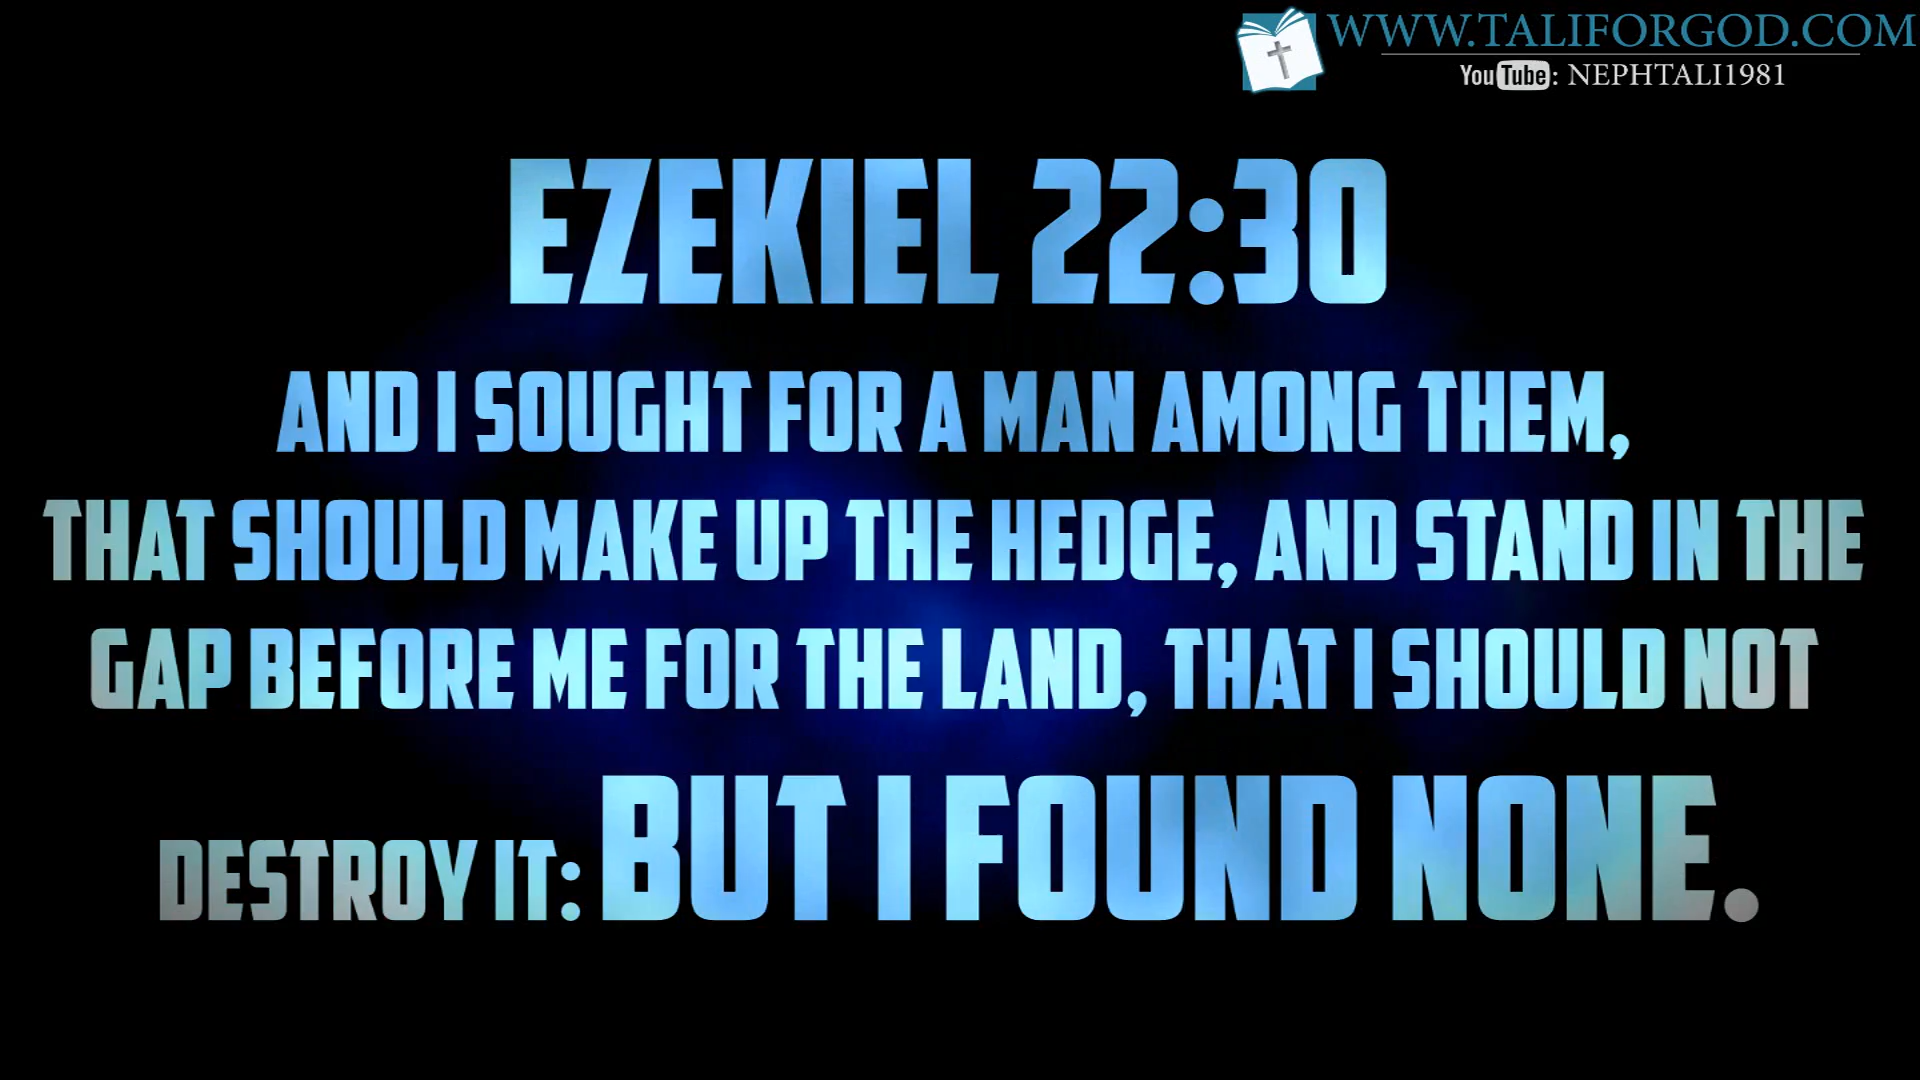 WWW.TALIFORGOD.COM
YouTube: NEPHTALI1981
EZEKIEL 22:30
AND I SOUGHT FOR A MAN AMONG THEM,
THAT SHOULD MAKE UP THE HEDGE, AND STAND IN THE
GAP BEFORE ME FOR THE LAND, THAT I SHOULD NOT
DESTROY IT: BUT I FOUND NONE.